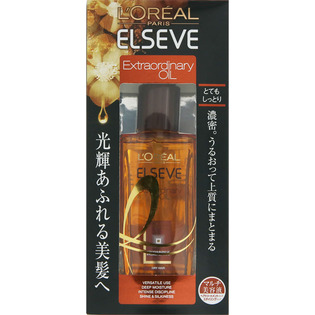 L'ORÉAL
PARIS
ELSEVE
Extraordinary
OIL
とても
しっとり
濃密。うるおって上質にまとまる
光輝あふれる美髪へ
L'ORÉAL
ELSEVE
VERSATILE USE
DEEP MOISTURE
INTENSE DISCIPLINE
SHINE & SILKINESS
マルチ
美容液